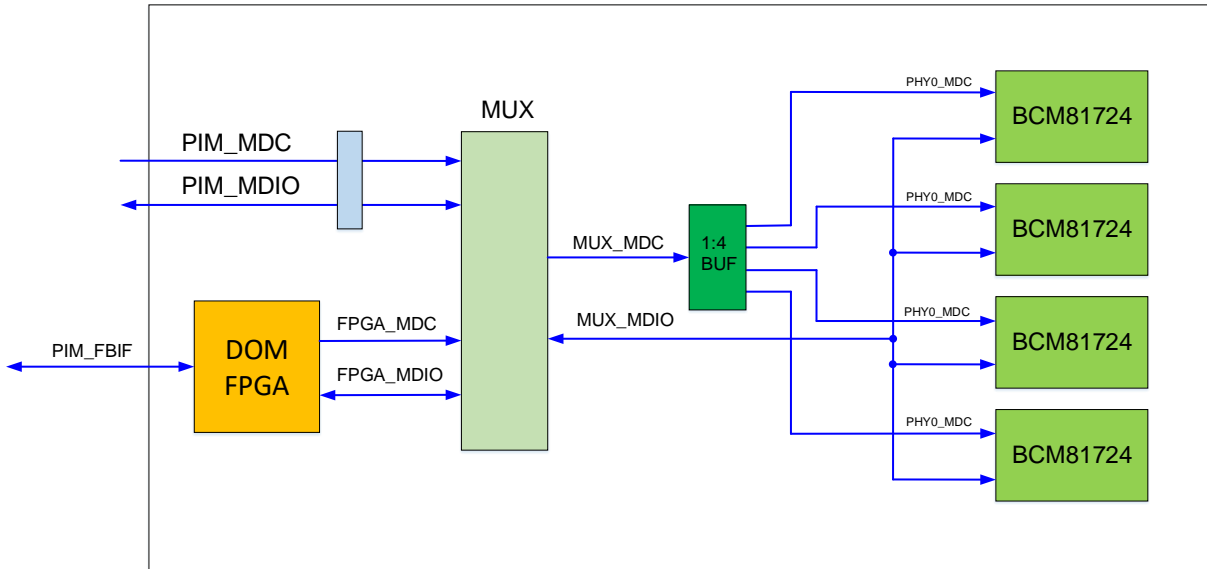 MUX
PIM_MDC
PIM_MDIO
PIM_FBIF
DOM
FPGA
FPGA_MDC
FPGA_MDIO
MUX_MDC
MUX_MDIO
1:4
BUF
PHY0_MDC
BCM81724
PHY0_MDC
BCM81724
PHY0_MDC
BCM81724
PHY0_MDC
BCM81724